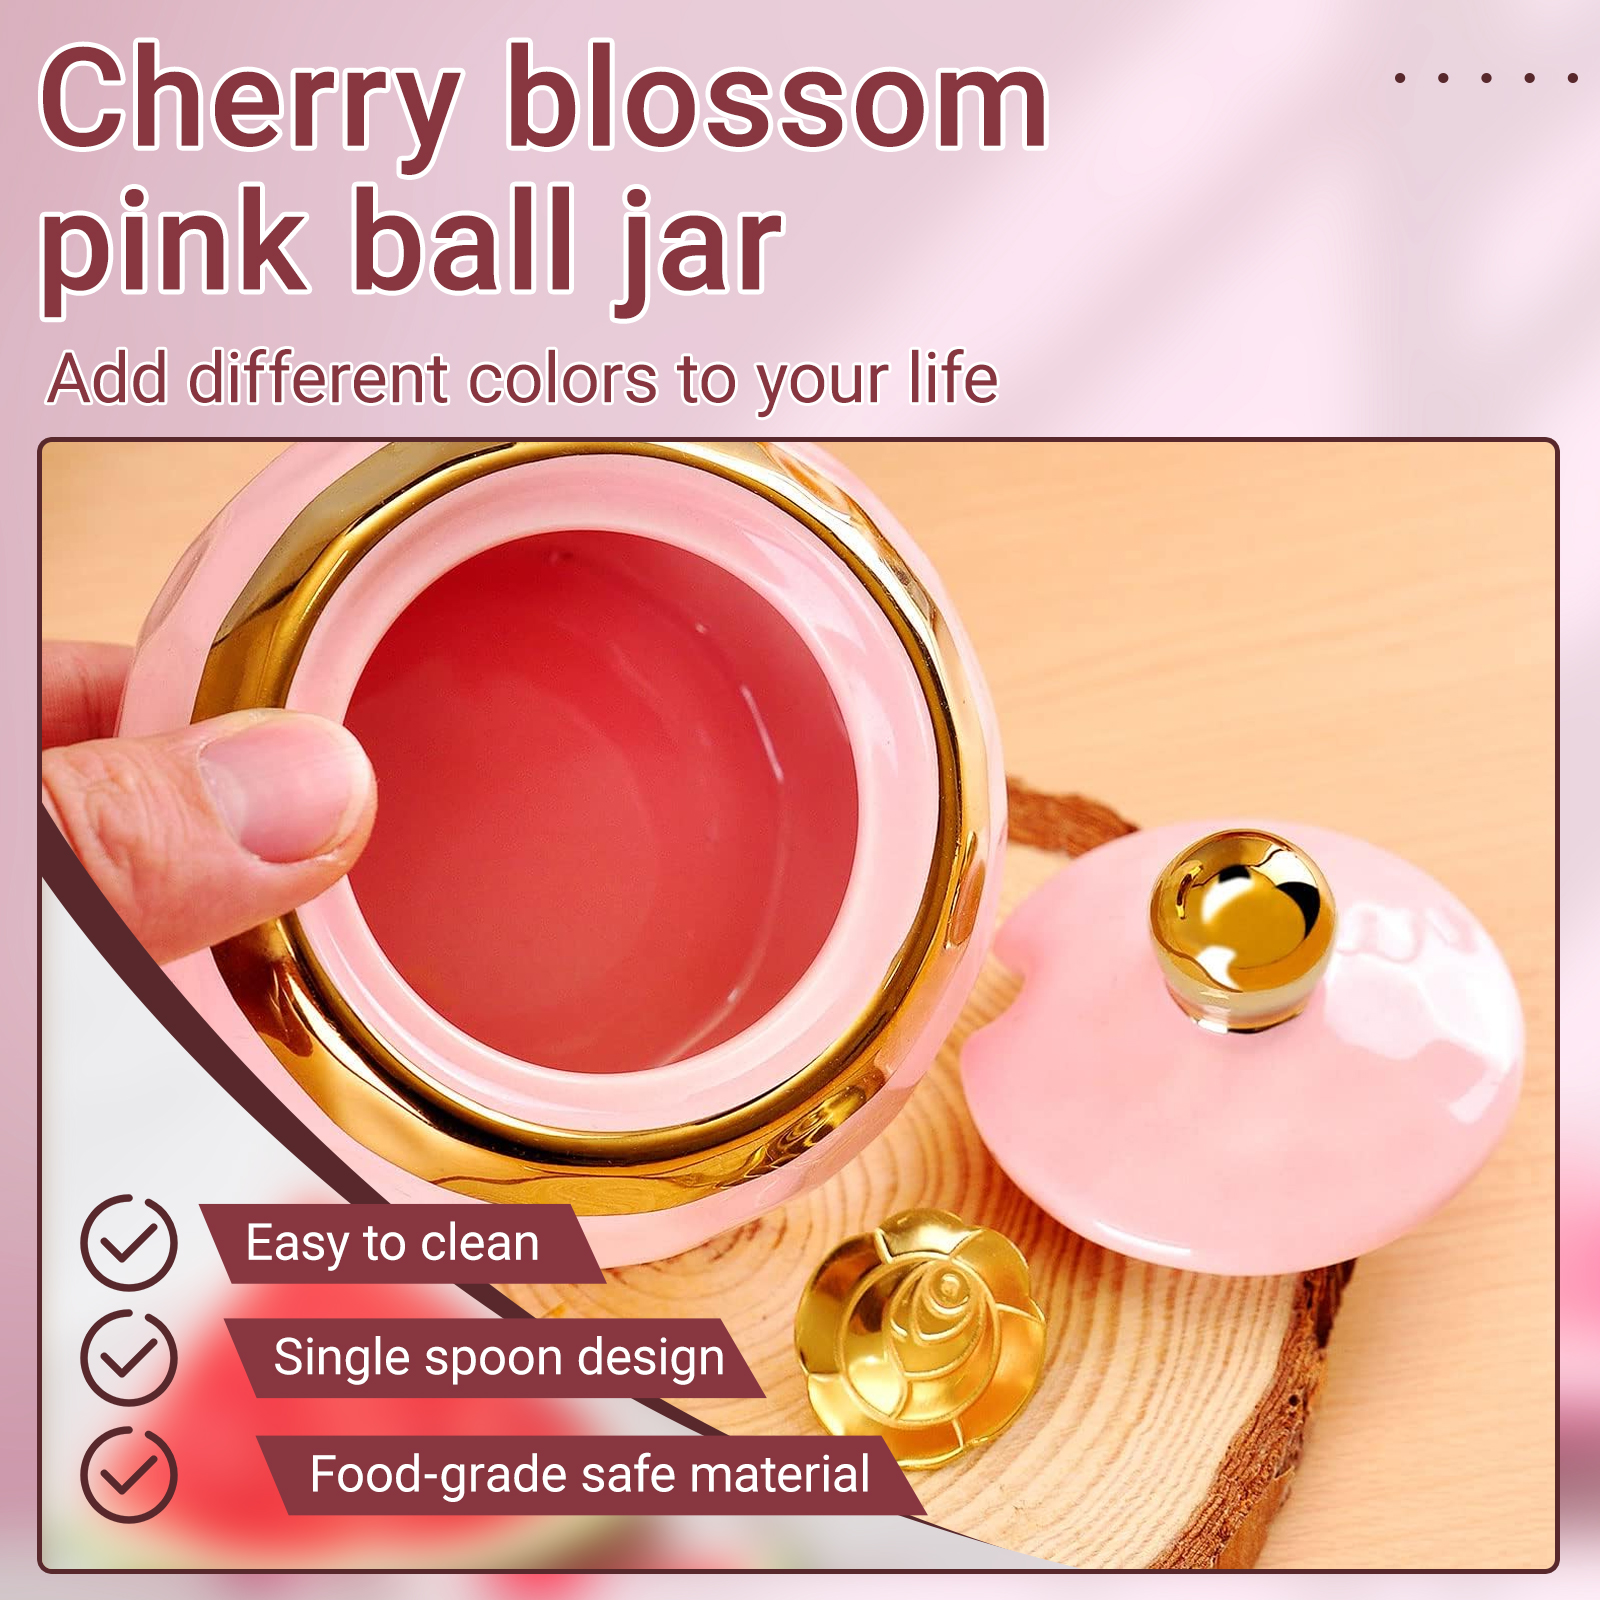 Cherry blossom
pink ball jar
Add different colors to your life
Easy to clean
Single spoon design
Food-grade safe material